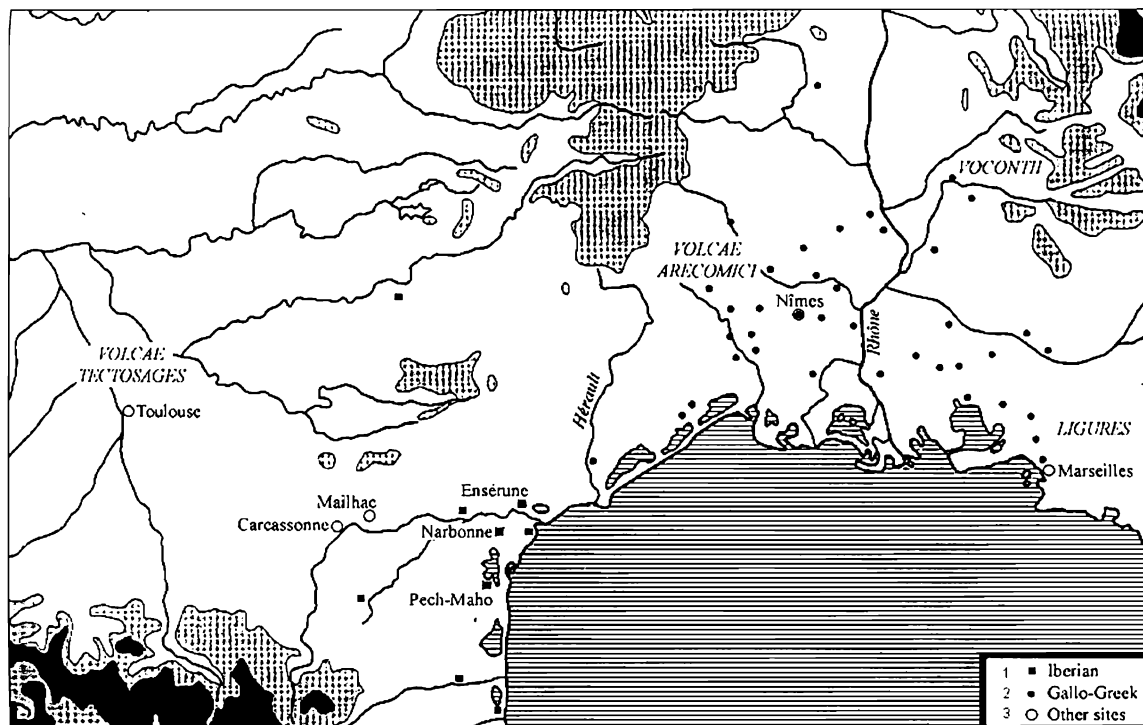 VOCONTII
VOLCAE
ARECOMICI
Nîmes
Rhône
VOLCAE
TECTOSAGES
Toulouse
Hérault
LIGURES
Marseilles
Ensérune
Mailhac
Carcassonne
Narbonne
Pech-Maho
1 Iberian
2 Gallo-Greek
3 Other sites